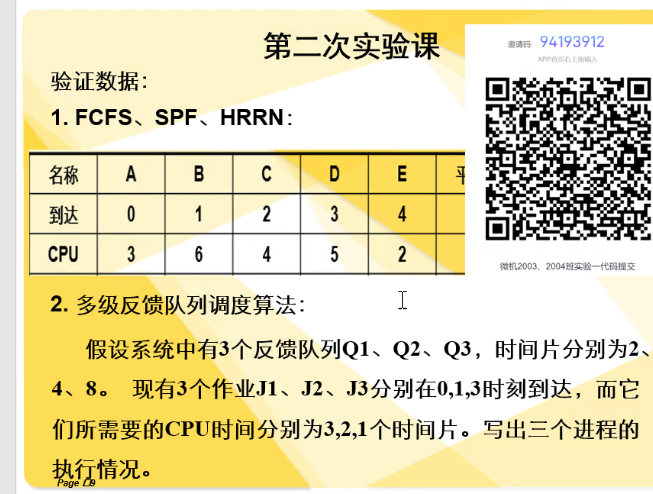 第二次实验课
邀请码 94193912
APP首页右上角输入
验证数据：
1. FCFS、SPF、HRRN：
名称 A B C D E
到达 0 1 2 3 4
CPU 3 6 4 5 2
微机2003、2004班实验一代码提交
2. 多级反馈队列调度算法：
假设系统中有3个反馈队列Q1、Q2、Q3，时间片分别为2、
4、8。 现有3个作业J1、J2、J3分别在0,1,3时刻到达，而它
们所需要的CPU时间分别为3,2,1个时间片。写出三个进程的
执行情况。
Page